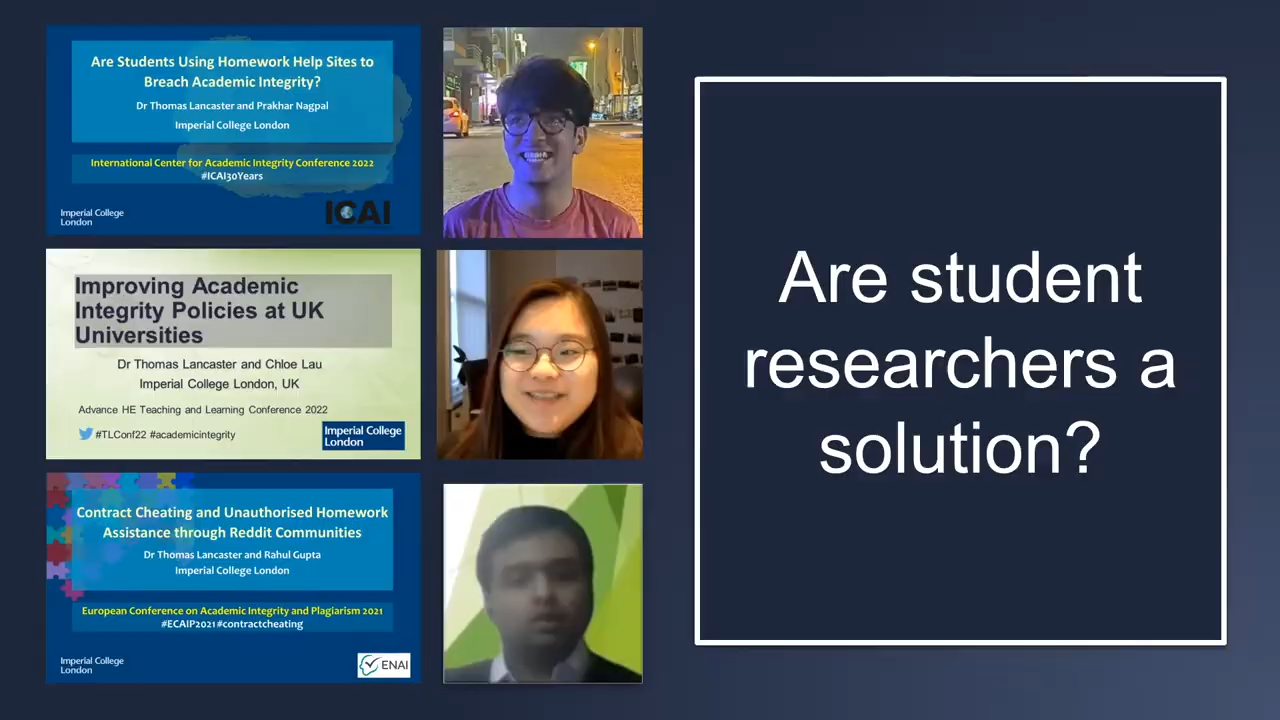 Are Students Using Homework Help Sites to
Breach Academic Integrity?
Dr Thomas Lancaster and Prakhar Nagpal
Imperial College London
International Center for Academic Integrity Conference 2022
#ICAI30Years
Imperial College
London
ICAI
Improving Academic
Integrity Policies at UK
Universities
Dr Thomas Lancaster and Chloe Lau
Imperial College London, UK
Advance HE Teaching and Learning Conference 2022
#TLConf22 #academicintegrity
Imperial College
London
Contract Cheating and Unauthorised Homework
Assistance through Reddit Communities
Dr Thomas Lancaster and Rahul Gupta
Imperial College London
European Conference on Academic Integrity and Plagiarism 2021
#ECAIP2021 #contractcheating
Imperial College
London
ENAI
Are student
researchers a
solution?